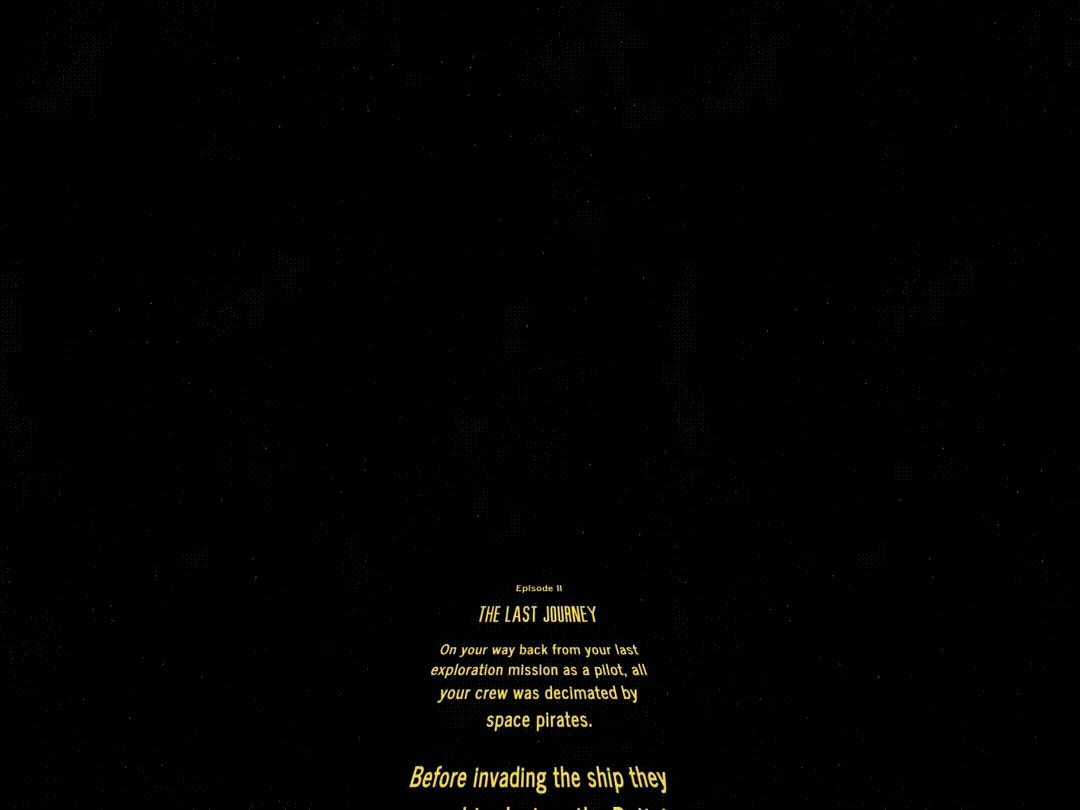 Episode II
THE LAST JOURNEY
On your way back from your last
exploration mission as a pilot, all
your crew was decimated by
space pirates.
Before invading the ship they